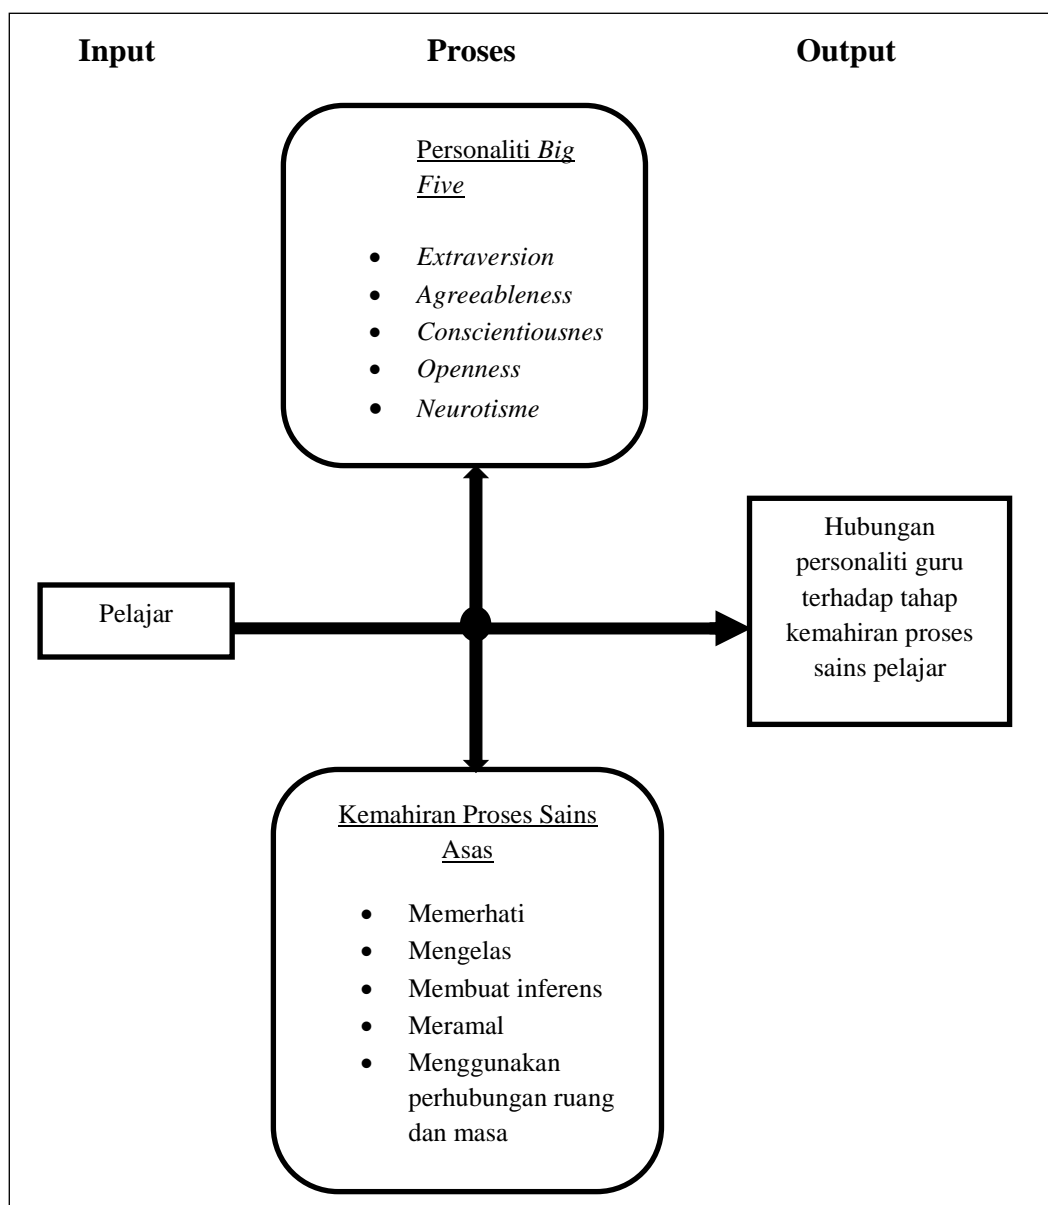 Input Proses Output
Personaliti Big
Five
• Extraversion
• Agreeableness
• Conscientiousnes
• Openness
• Neurotisme
Pelajar
Hubungan
personaliti guru
terhadap tahap
kemahiran proses
sains pelajar
Kemahiran Proses Sains
Asas
• Memerhati
• Mengelas
• Membuat inferens
• Meramal
• Menggunakan
perhubungan ruang
dan masa